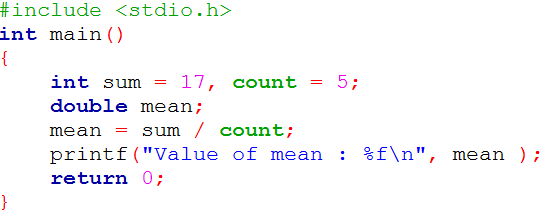 #include <stdio.h>
int main()
{
    int sum = 17, count = 5;
    double mean;
    mean = sum / count;
    printf("Value of mean : %f\n", mean );
    return 0;
}